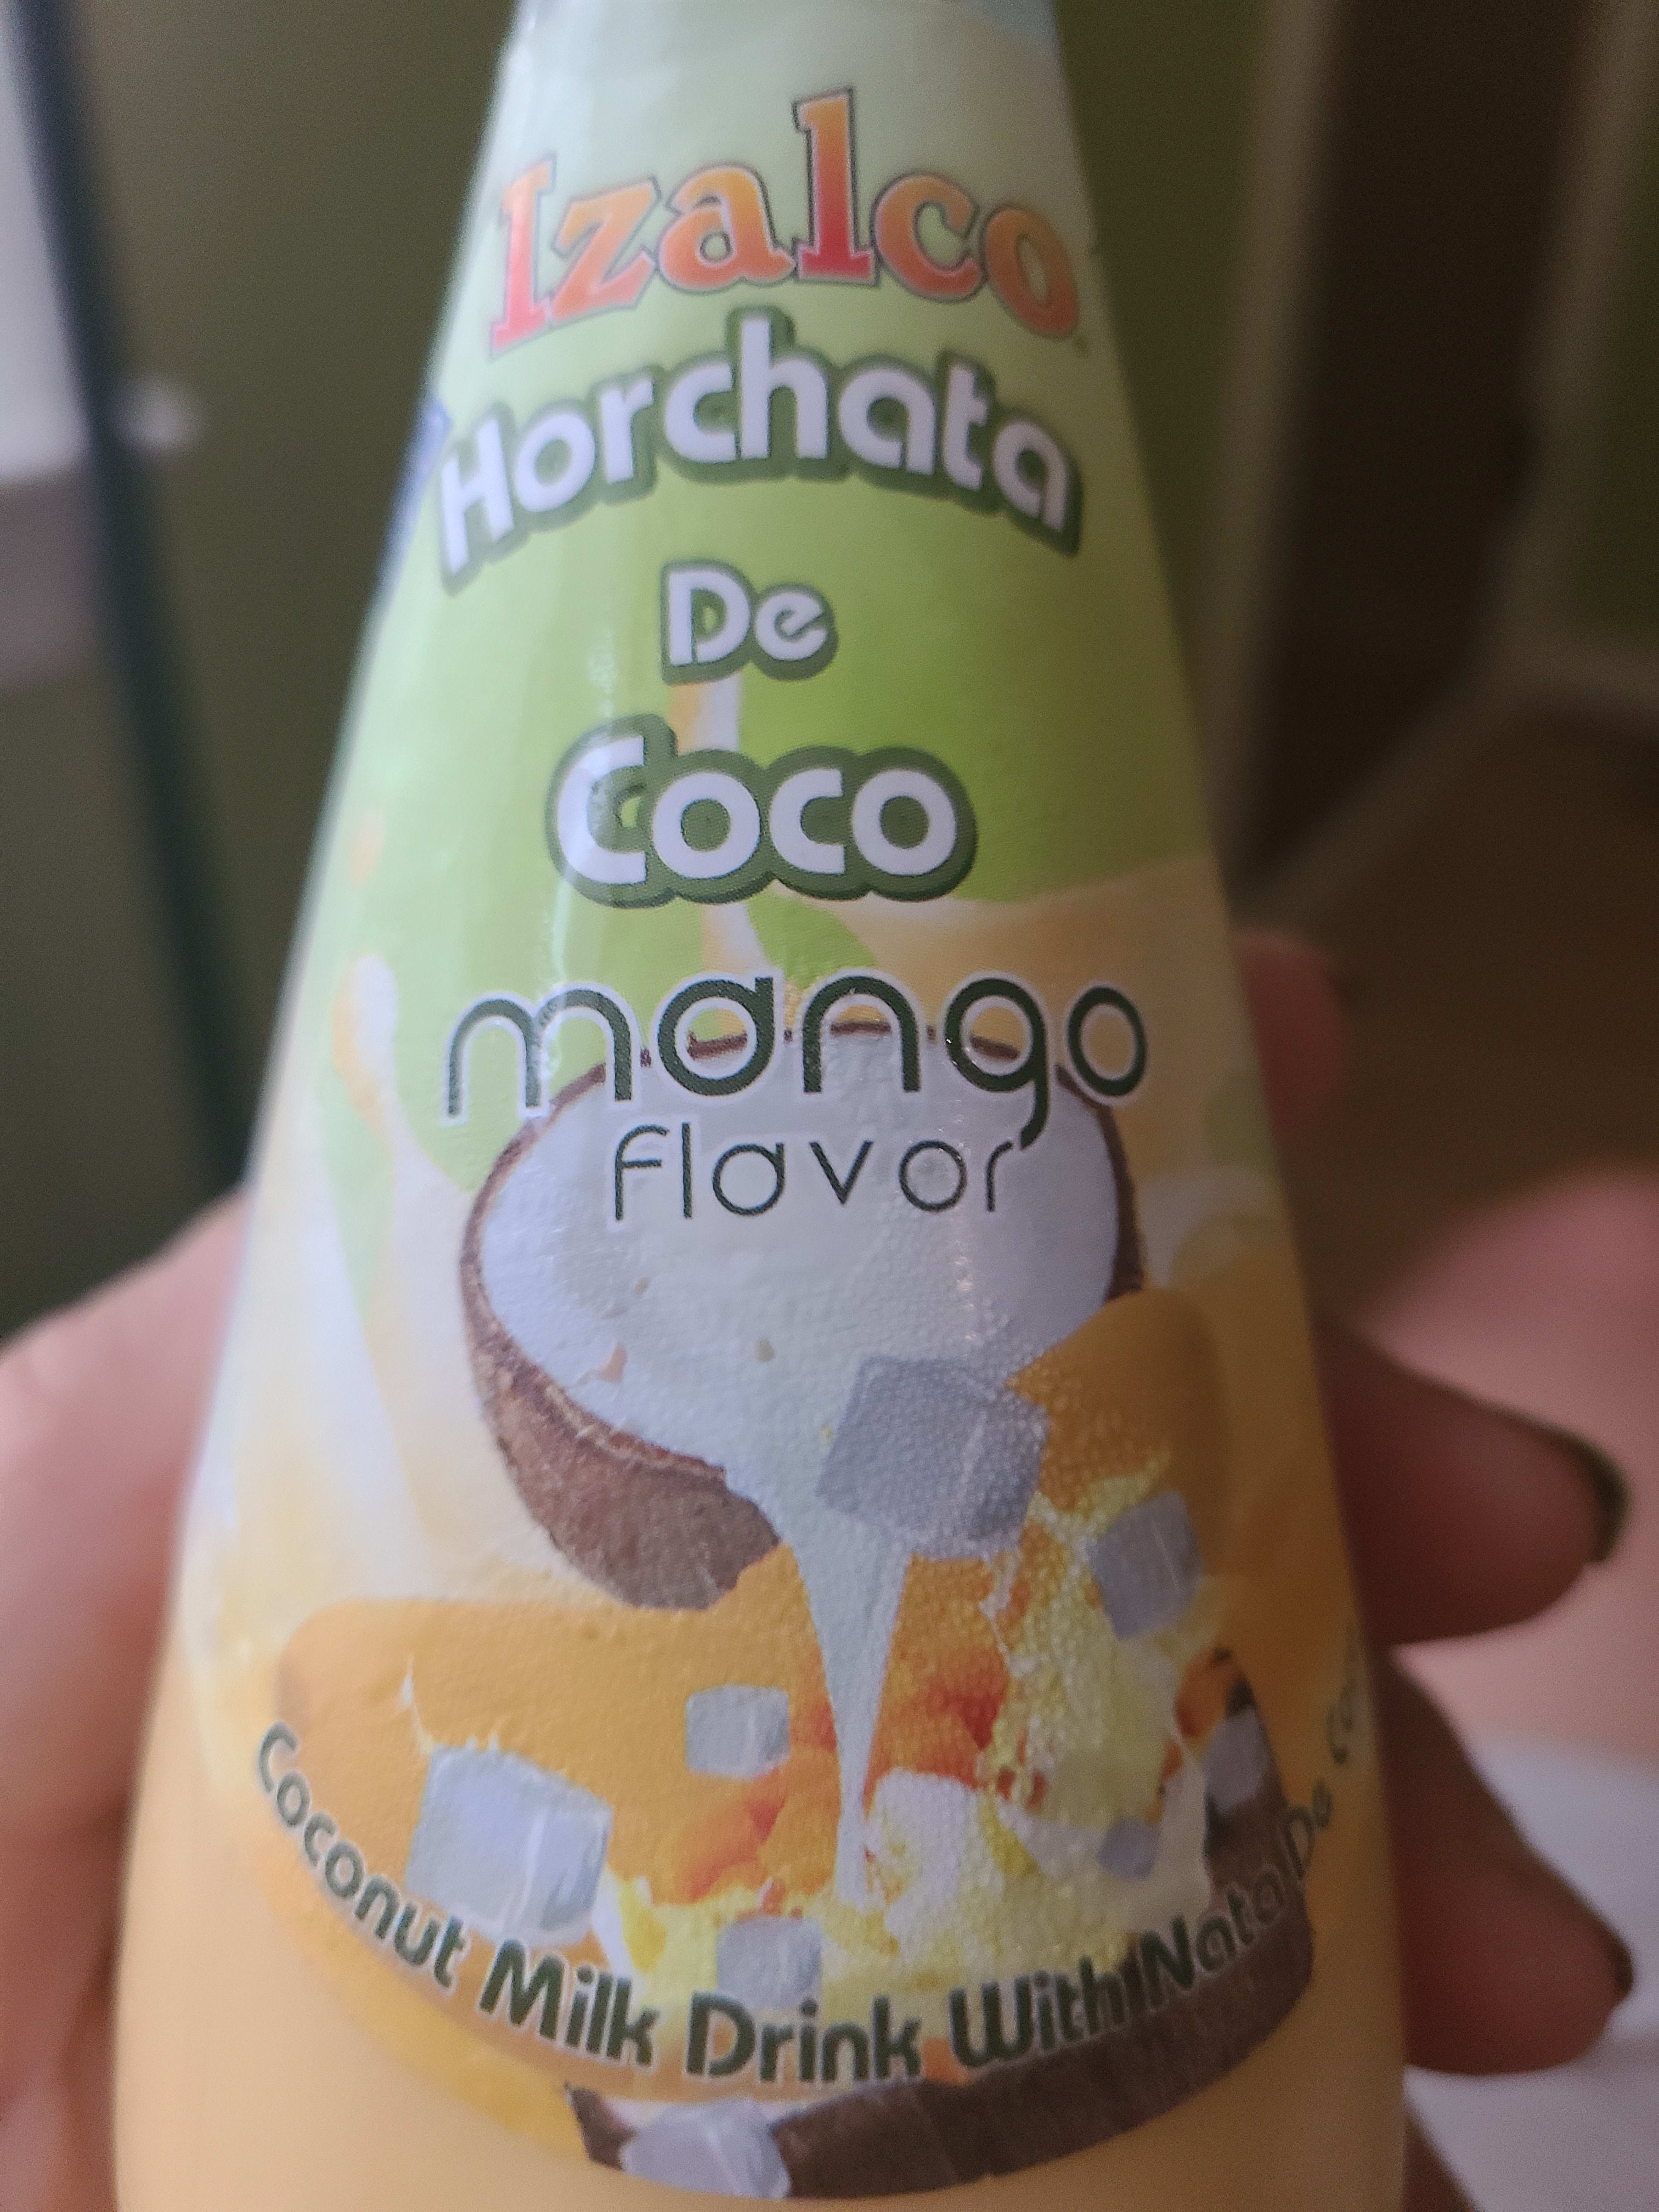 Izalco
Horchata
De
Coco
mango
flavor
Coconut Milk Drink With Nata De